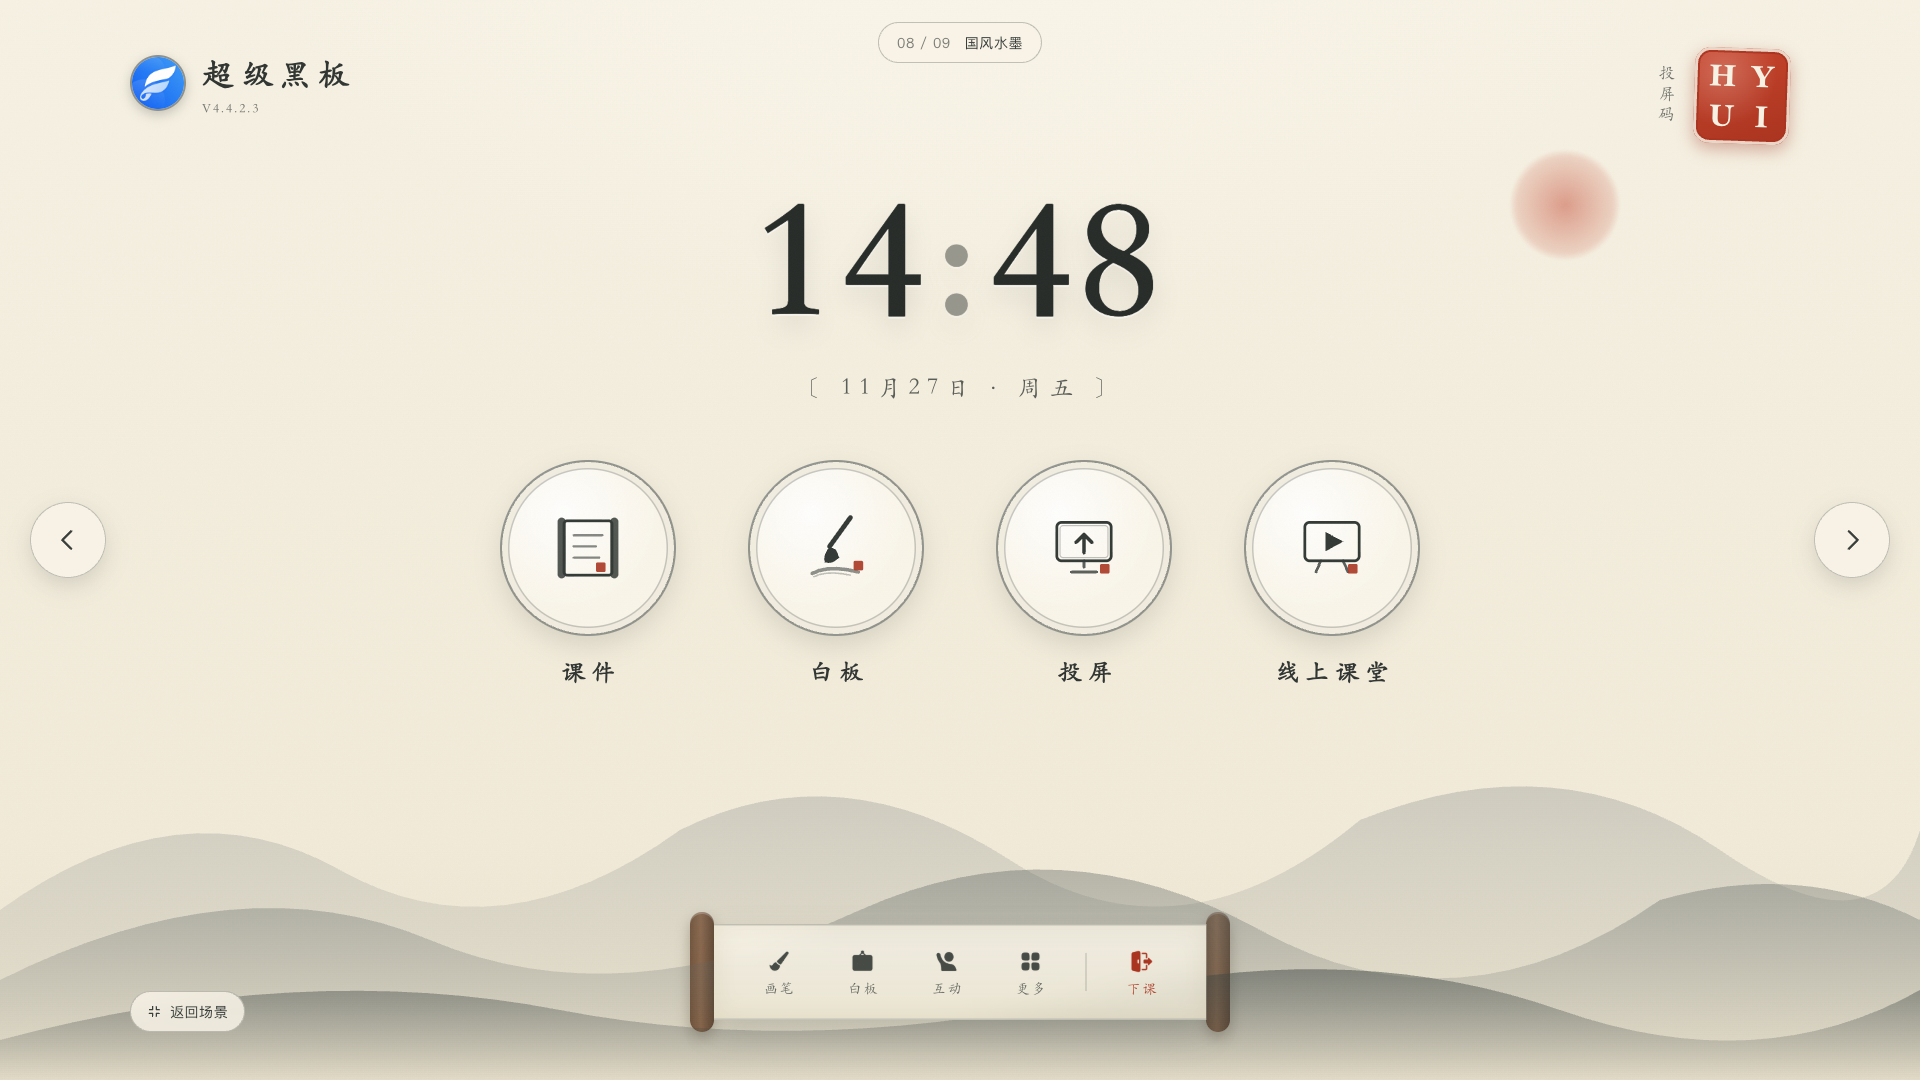 08 / 09 国风水墨
超级黑板
V4.4.2.3
投屏码
HY
UI
14:48
〔 11月27日 · 周五 〕
课件
白板
投屏
线上课堂
画笔
白板
互动
更多
下课
返回场景